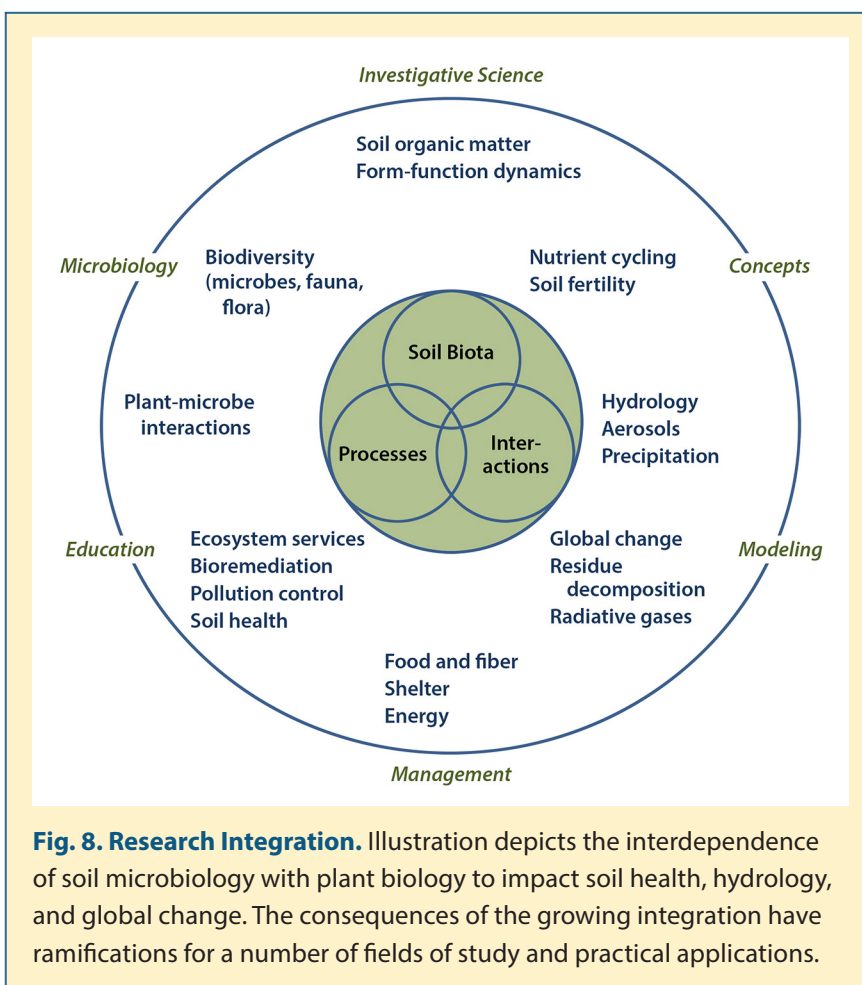 Investigative Science
Soil organic matter
Form-function dynamics
Microbiology
Biodiversity
(microbes, fauna,
flora)
Nutrient cycling
Soil fertility
Concepts
Soil Biota
Processes
Inter-
actions
Plant-microbe
interactions
Hydrology
Aerosols
Precipitation
Education
Ecosystem services
Bioremediation
Pollution control
Soil health
Global change
Residue
decomposition
Radiative gases
Modeling
Food and fiber
Shelter
Energy
Management
Fig. 8. Research Integration. Illustration depicts the interdependence
of soil microbiology with plant biology to impact soil health, hydrology,
and global change. The consequences of the growing integration have
ramifications for a number of fields of study and practical applications.